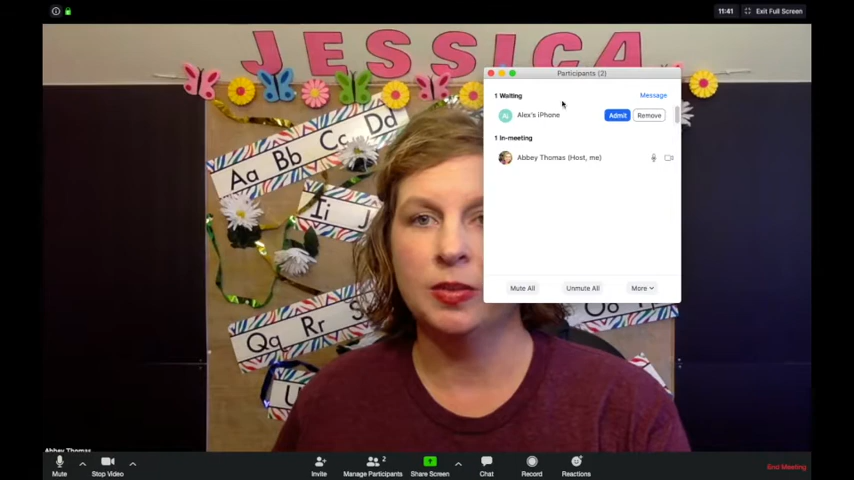 11:41 Exit Full Screen
JESSICA
Participants (2)
1 Waiting Message
Alex's iPhone Admit Remove
1 In-meeting
Abbey Thomas (Host, me)
Mute All Unmute All More
Aa Bb Cc Dd
Ii J
Qq Rr S
U
Abbey Thomas
Mute Stop Video Invite Manage Participants 2 Share Screen Chat Record Reactions End Meeting